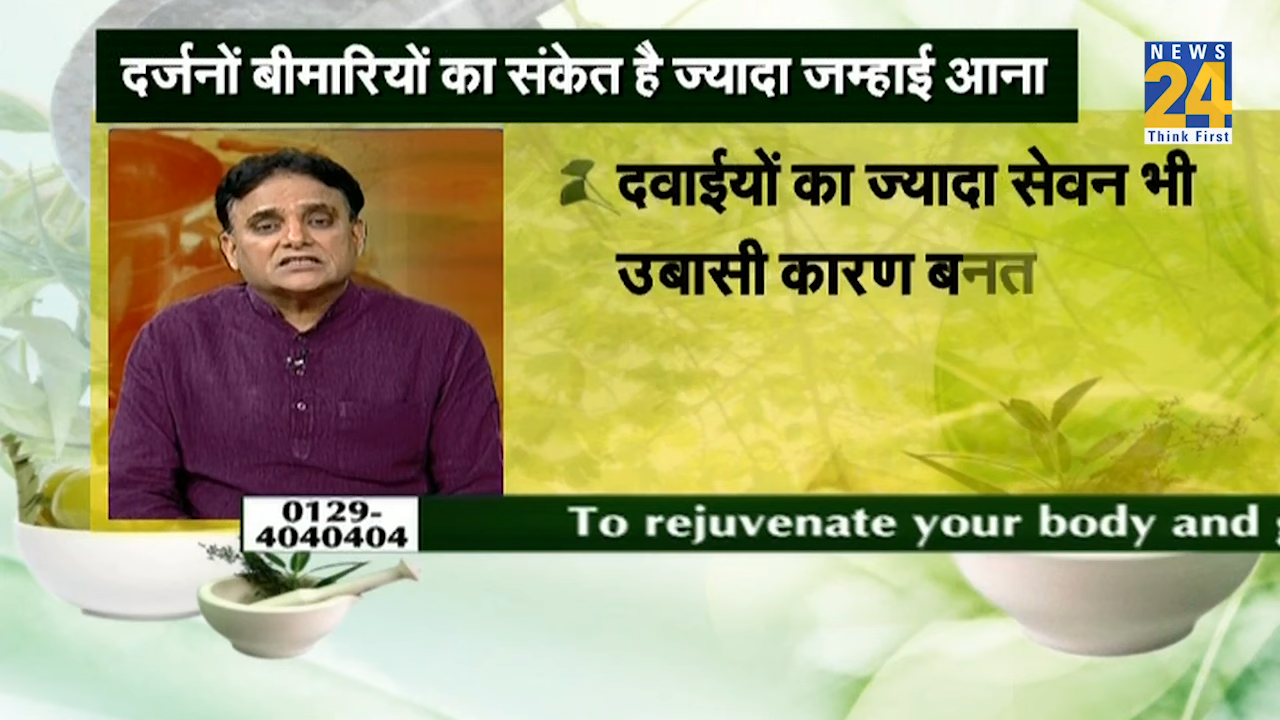 दर्जनों बीमारियों का संकेत है ज्यादा जम्हाई आना
NEWS
24
Think First
दवाईयों का ज्यादा सेवन भी
उबासी कारण बनत
0129-
4040404
To rejuvenate your body and